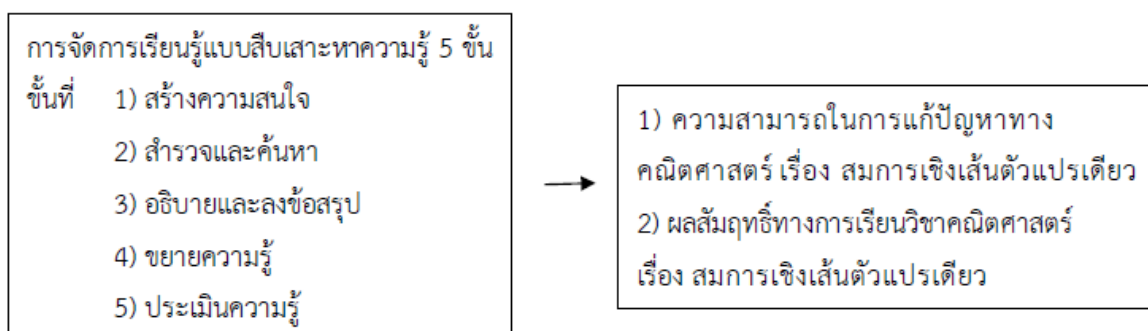 การจัดการเรียนรู้แบบสืบเสาะหาความรู้ 5 ขั้น
ขั้นที่ 1) สร้างความสนใจ
2) สำรวจและค้นหา
3) อธิบายและลงข้อสรุป
4) ขยายความรู้
5) ประเมินความรู้
1) ความสามารถในการแก้ปัญหาทาง
คณิตศาสตร์ เรื่อง สมการเชิงเส้นตัวแปรเดียว
2) ผลสัมฤทธิ์ทางการเรียนวิชาคณิตศาสตร์
เรื่อง สมการเชิงเส้นตัวแปรเดียว